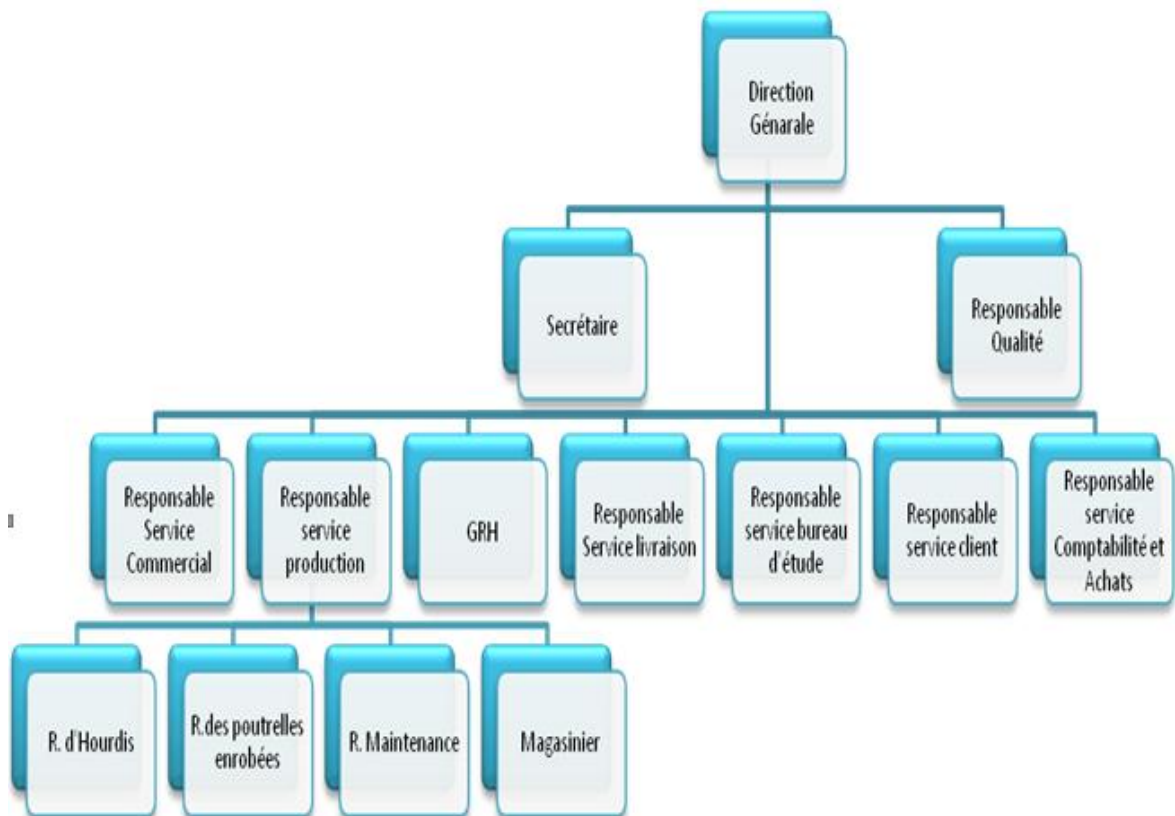 Direction
Génarale
Secrétaire
Responsable
Qualité
Responsable
Service
Commercial
Responsable
service
production
GRH
Responsable
Service livraison
Responsable
service bureau
d'étude
Responsable
service client
Responsable
service
Comptabilité et
Achats
R. d'Hourdis
R.des poutrelles
enrobées
R. Maintenance
Magasinier